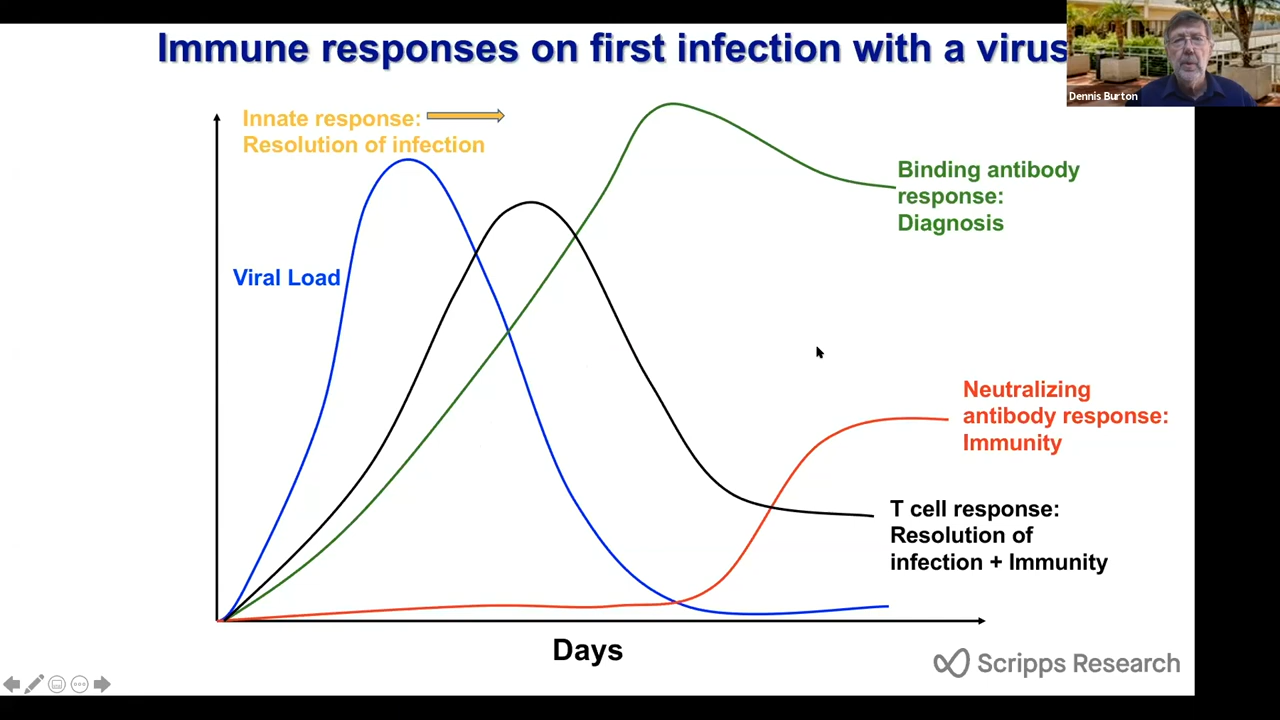 Immune responses on first infection with a virus
Dennis Burton
Innate response:
Resolution of infection
Binding antibody
response:
Diagnosis
Viral Load
Neutralizing
antibody response:
Immunity
T cell response:
Resolution of
infection + Immunity
Days
Scripps Research